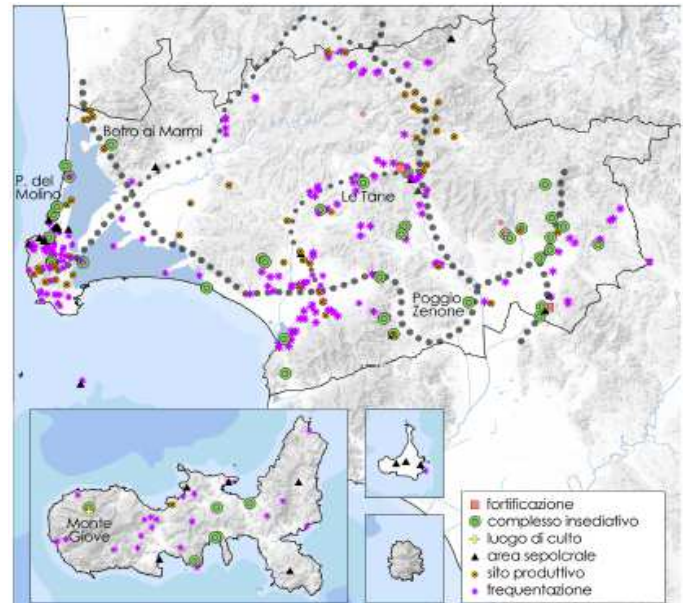 Botro ai Marmi
P. del
Molino
Le Tane
Poggio
Zenone
Monte
Giove
fortificazione
complesso insediativo
luogo di culto
area sepolcrale
sito produttivo
frequentazione